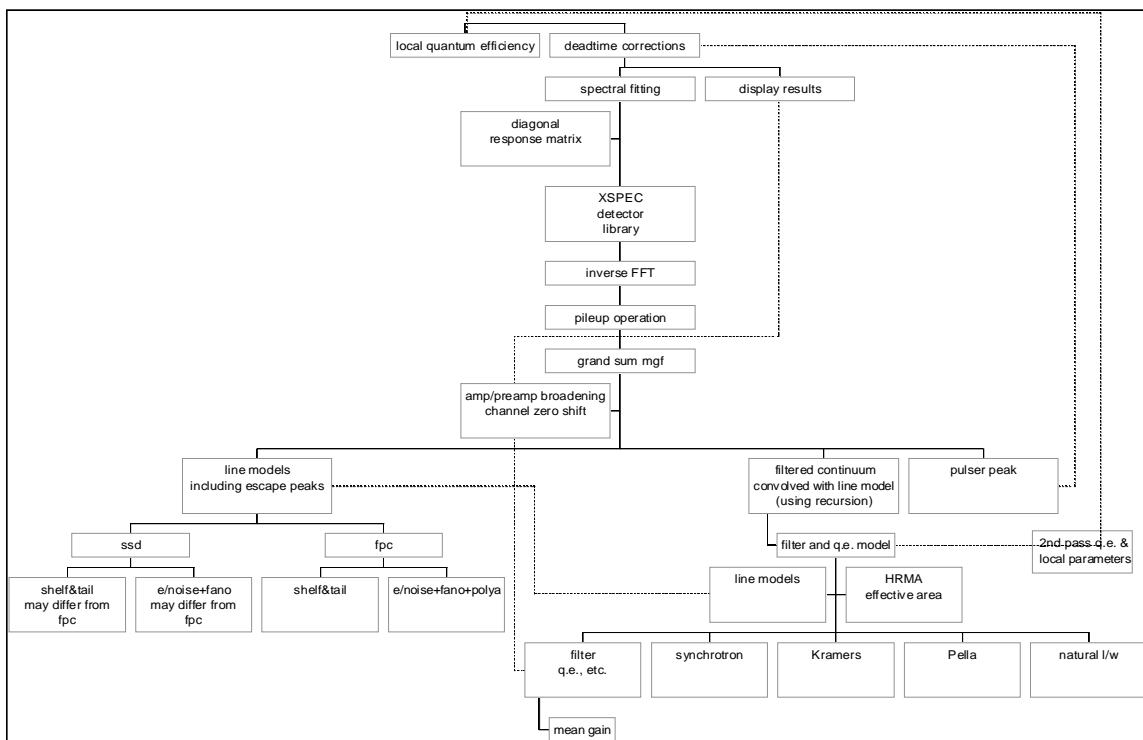 local quantum efficiency
deadtime corrections
spectral fitting
display results
diagonal
response matrix
XSPEC
detector
library
inverse FFT
pileup operation
grand sum mgf
amp/preamp broadening
channel zero shift
line models
including escape peaks
filtered continuum
convolved with line model
(using recursion)
pulser peak
ssd
fpc
filter and q.e. model
2nd pass q.e. &
local parameters
shelf&tail
may differ from
fpc
e/noise+fano
may differ from
fpc
shelf&tail
e/noise+fano+polya
line models
HRMA
effective area
filter
q.e., etc.
synchrotron
Kramers
Pella
natural l/w
mean gain